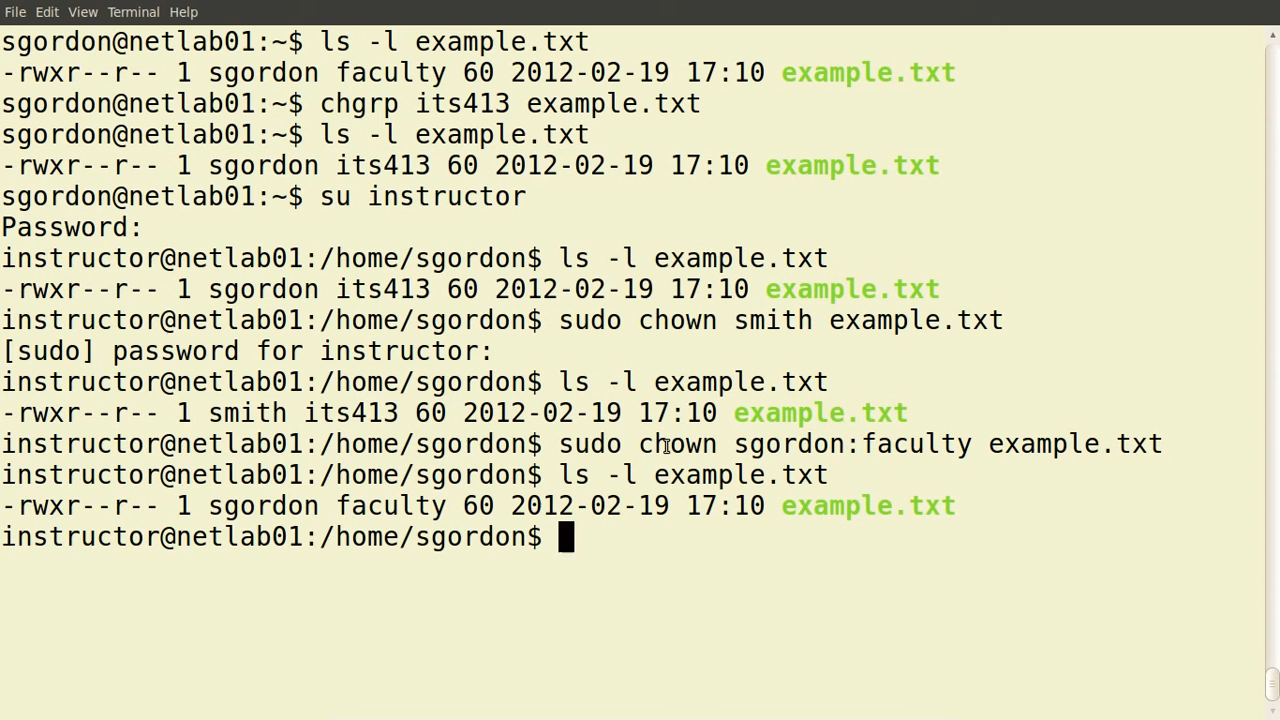 File Edit View Terminal Help
sgordon@netlab01:~$ ls -l example.txt
-rwxr--r-- 1 sgordon faculty 60 2012-02-19 17:10 example.txt
sgordon@netlab01:~$ chgrp its413 example.txt
sgordon@netlab01:~$ ls -l example.txt
-rwxr--r-- 1 sgordon its413 60 2012-02-19 17:10 example.txt
sgordon@netlab01:~$ su instructor
Password:
instructor@netlab01:/home/sgordon$ ls -l example.txt
-rwxr--r-- 1 sgordon its413 60 2012-02-19 17:10 example.txt
instructor@netlab01:/home/sgordon$ sudo chown smith example.txt
[sudo] password for instructor:
instructor@netlab01:/home/sgordon$ ls -l example.txt
-rwxr--r-- 1 smith its413 60 2012-02-19 17:10 example.txt
instructor@netlab01:/home/sgordon$ sudo chown sgordon:faculty example.txt
instructor@netlab01:/home/sgordon$ ls -l example.txt
-rwxr--r-- 1 sgordon faculty 60 2012-02-19 17:10 example.txt
instructor@netlab01:/home/sgordon$